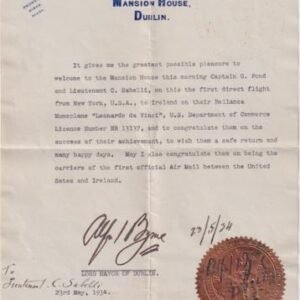 MANSION HOUSE,
DUBLIN.
It gives me the greatest possible pleasure to
welcome to the Mansion House this morning Captain G. Pond
and Lieutenant C. Sabelli, on this the first direct flight
from New York, U.S.A., to Ireland on their Bellanca
Monoplane "Leonardo da Vinci", U.S. Department of Commerce
License Number NR 13137, and to congratulate them on the
success of their achievement, to wish them a safe return and
many happy days. May I also congratulate them on being the
carriers of the first official Air Mail between the United
States and Ireland.
Alfd Byrne
23/5/34
LORD MAYOR OF DUBLIN.
To
Lieutenant C. Sabelli
23rd May, 1934.